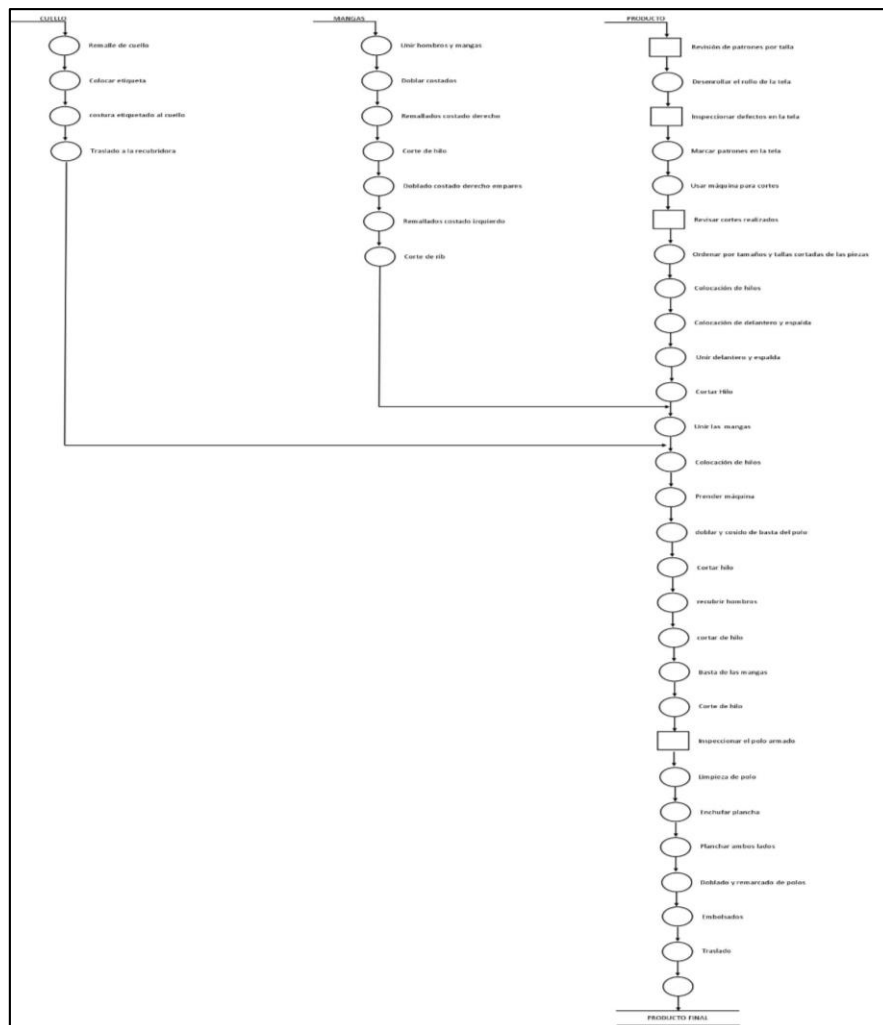 CUELLO
Remalle de cuello
Colocar etiqueta
costura etiquetado al cuello
Traslado a la recubridora
MANGAS
Unir hombros y mangas
Doblar costados
Remallados costado derecho
Corte de hilo
Doblado costado derecho en pares
Remallados costado izquierdo
Corte de rib
PRODUCTO
Revisión de patrones por talla
Desenrollar el rollo de la tela
Inspeccionar defectos en la tela
Marcar patrones en la tela
Usar máquina para cortes
Revisar cortes realizados
Ordenar por tamaños y tallas cortadas de las piezas
Colocación de hilos
Colocación de delantero y espalda
Unir delantero y espalda
Cortar Hilo
Unir las mangas
Colocación de hilos
Prender máquina
doblar y cosido de basta del polo
Cortar hilo
recubrir hombros
cortar de hilo
Basta de las mangas
Corte de hilo
Inspeccionar el polo armado
Limpieza de polo
Enchufar plancha
Planchar ambos lados
Doblado y remarcado de polos
Embolsados
Traslado
PRODUCTO FINAL